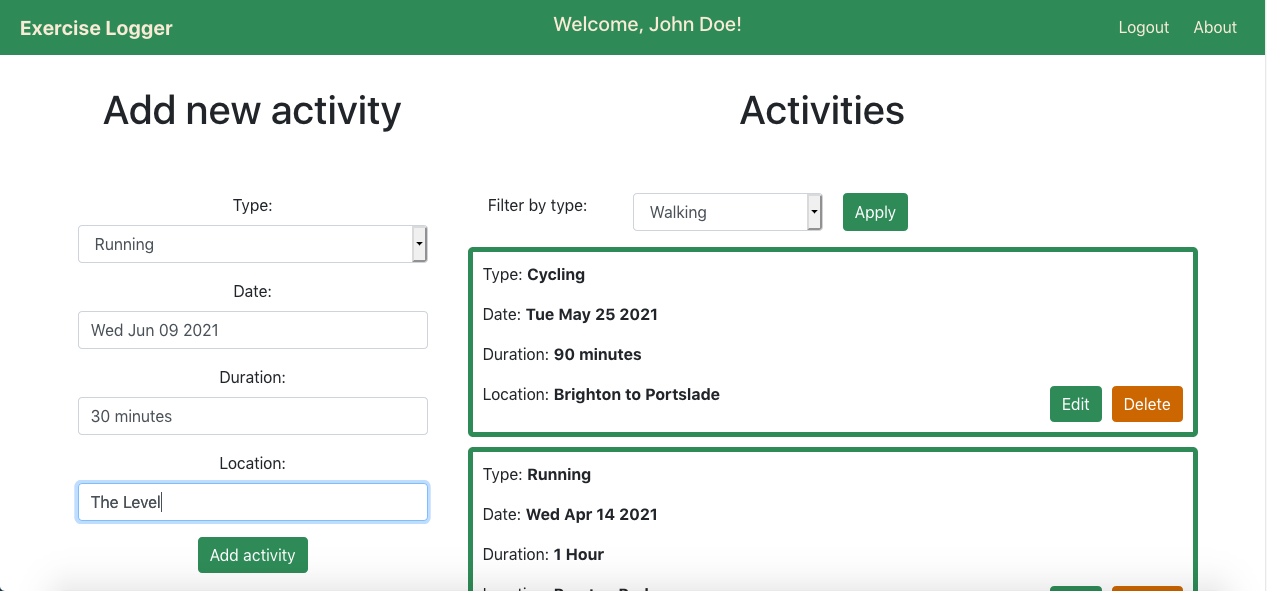 Exercise Logger
Welcome, John Doe!
Logout
About
Add new activity
Type:
Running
Date:
Wed Jun 09 2021
Duration:
30 minutes
Location:
The Level
Add activity
Activities
Filter by type:
Walking
Apply
Type: Cycling
Date: Tue May 25 2021
Duration: 90 minutes
Location: Brighton to Portslade
Edit
Delete
Type: Running
Date: Wed Apr 14 2021
Duration: 1 Hour